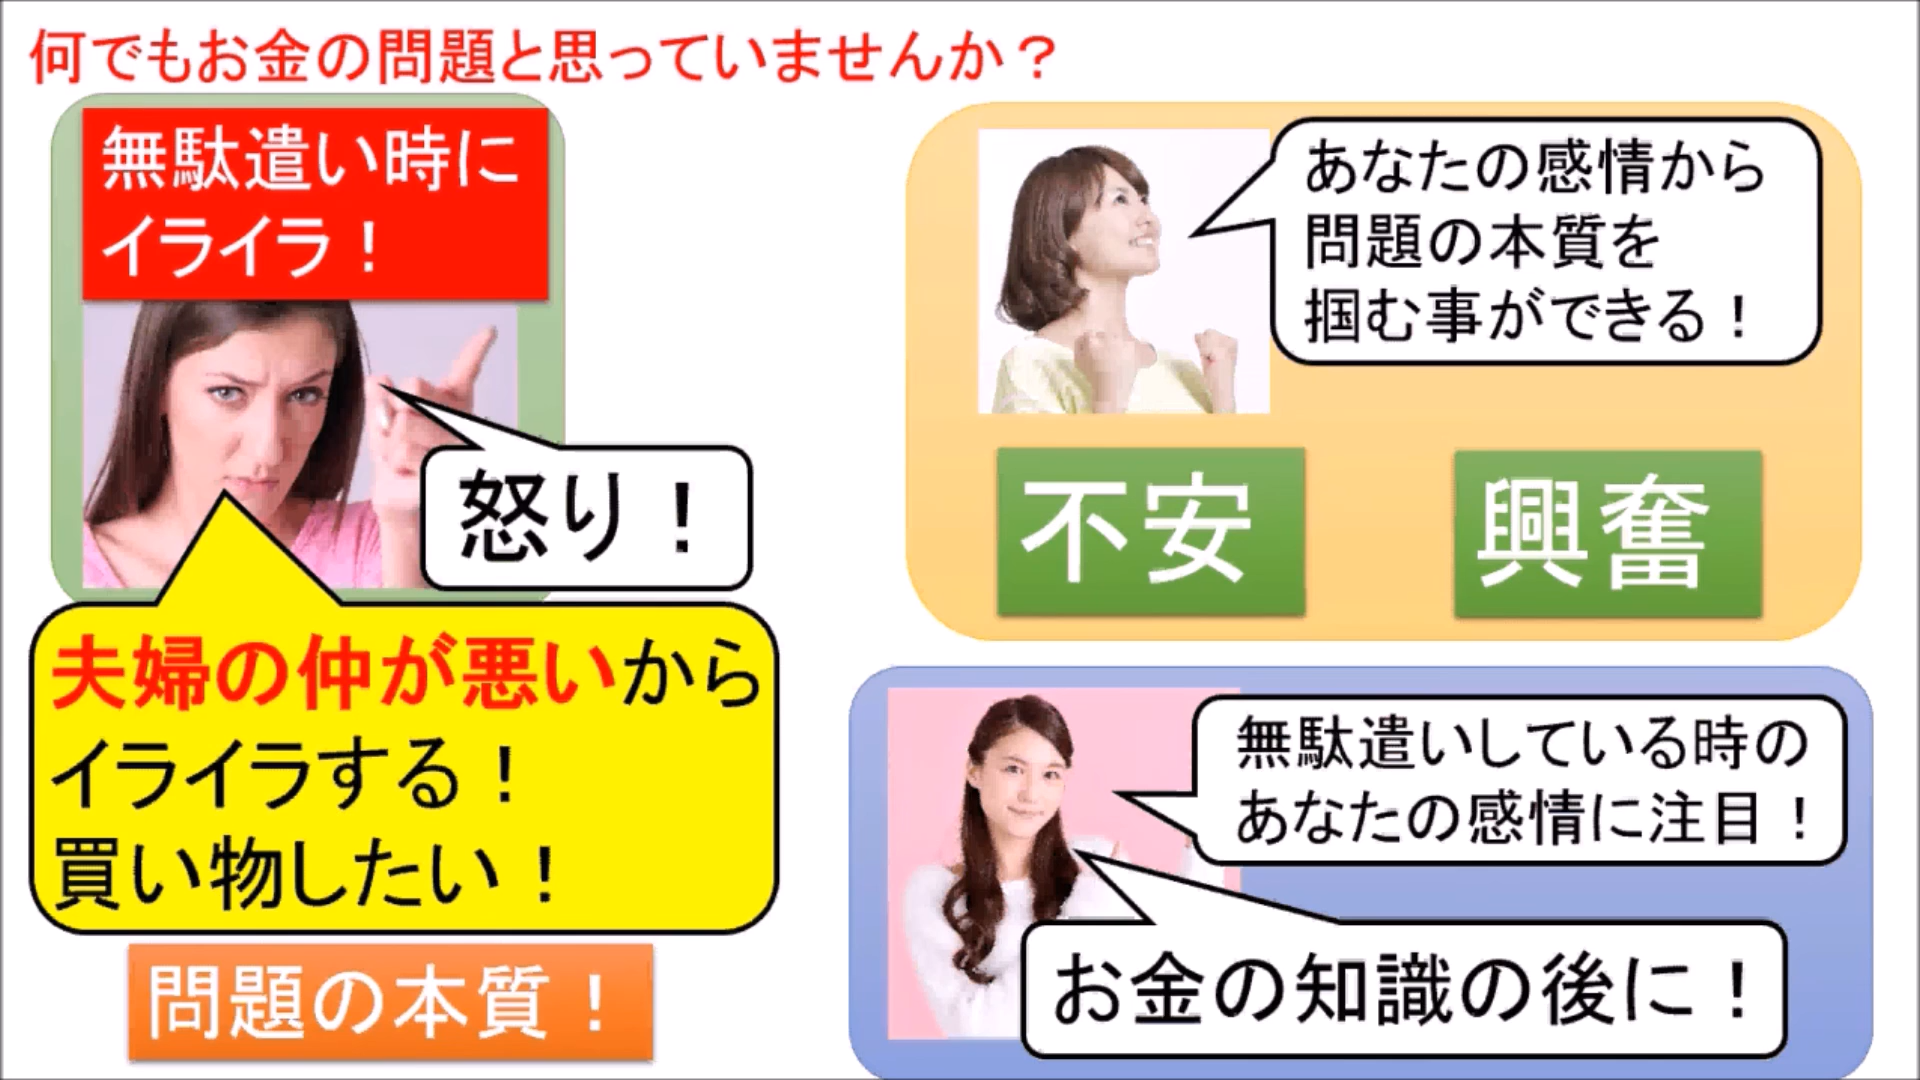 何でもお金の問題と思っていませんか？
無駄遣い時に
イライラ！
怒り！
夫婦の仲が悪いから
イライラする！
買い物したい！
問題の本質！
あなたの感情から
問題の本質を
掴む事ができる！
不安
興奮
無駄遣いしている時の
あなたの感情に注目！
お金の知識の後に！